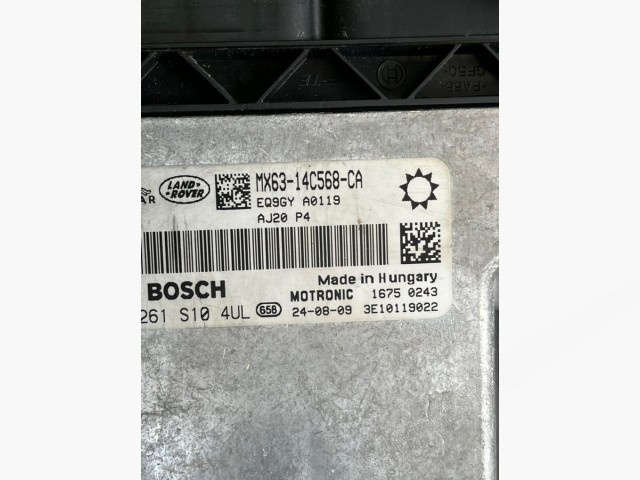 LAND
ROVER
MX63-14C568-CA
EQ9GY A0119
AJ20 P4
Made in Hungary
BOSCH
MOTRONIC 1675 0243
261 S10 4UL 658 24-08-09 3E10119022